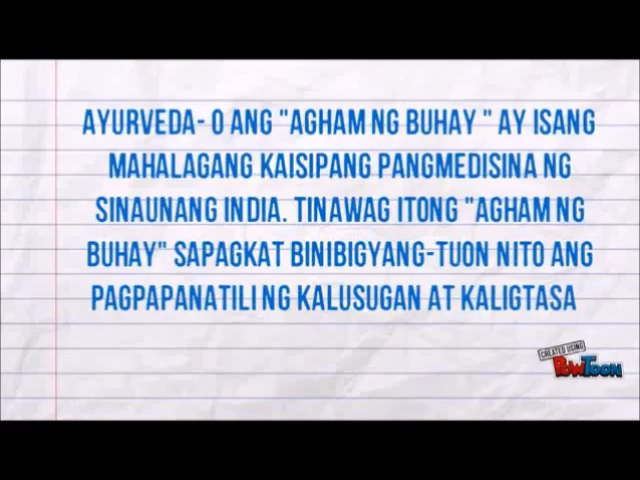 AYURVEDA- O ANG "AGHAM NG BUHAY " AY ISANG
MAHALAGANG KAISIPANG PANGMEDISINA NG
SINAUNANG INDIA. TINAWAG ITONG "AGHAM NG
BUHAY" SAPAGKAT BINIBIGYANG-TUON NITO ANG
PAGPAPANATILI NG KALUSUGAN AT KALIGTASA
CREATED USING
POWTOON